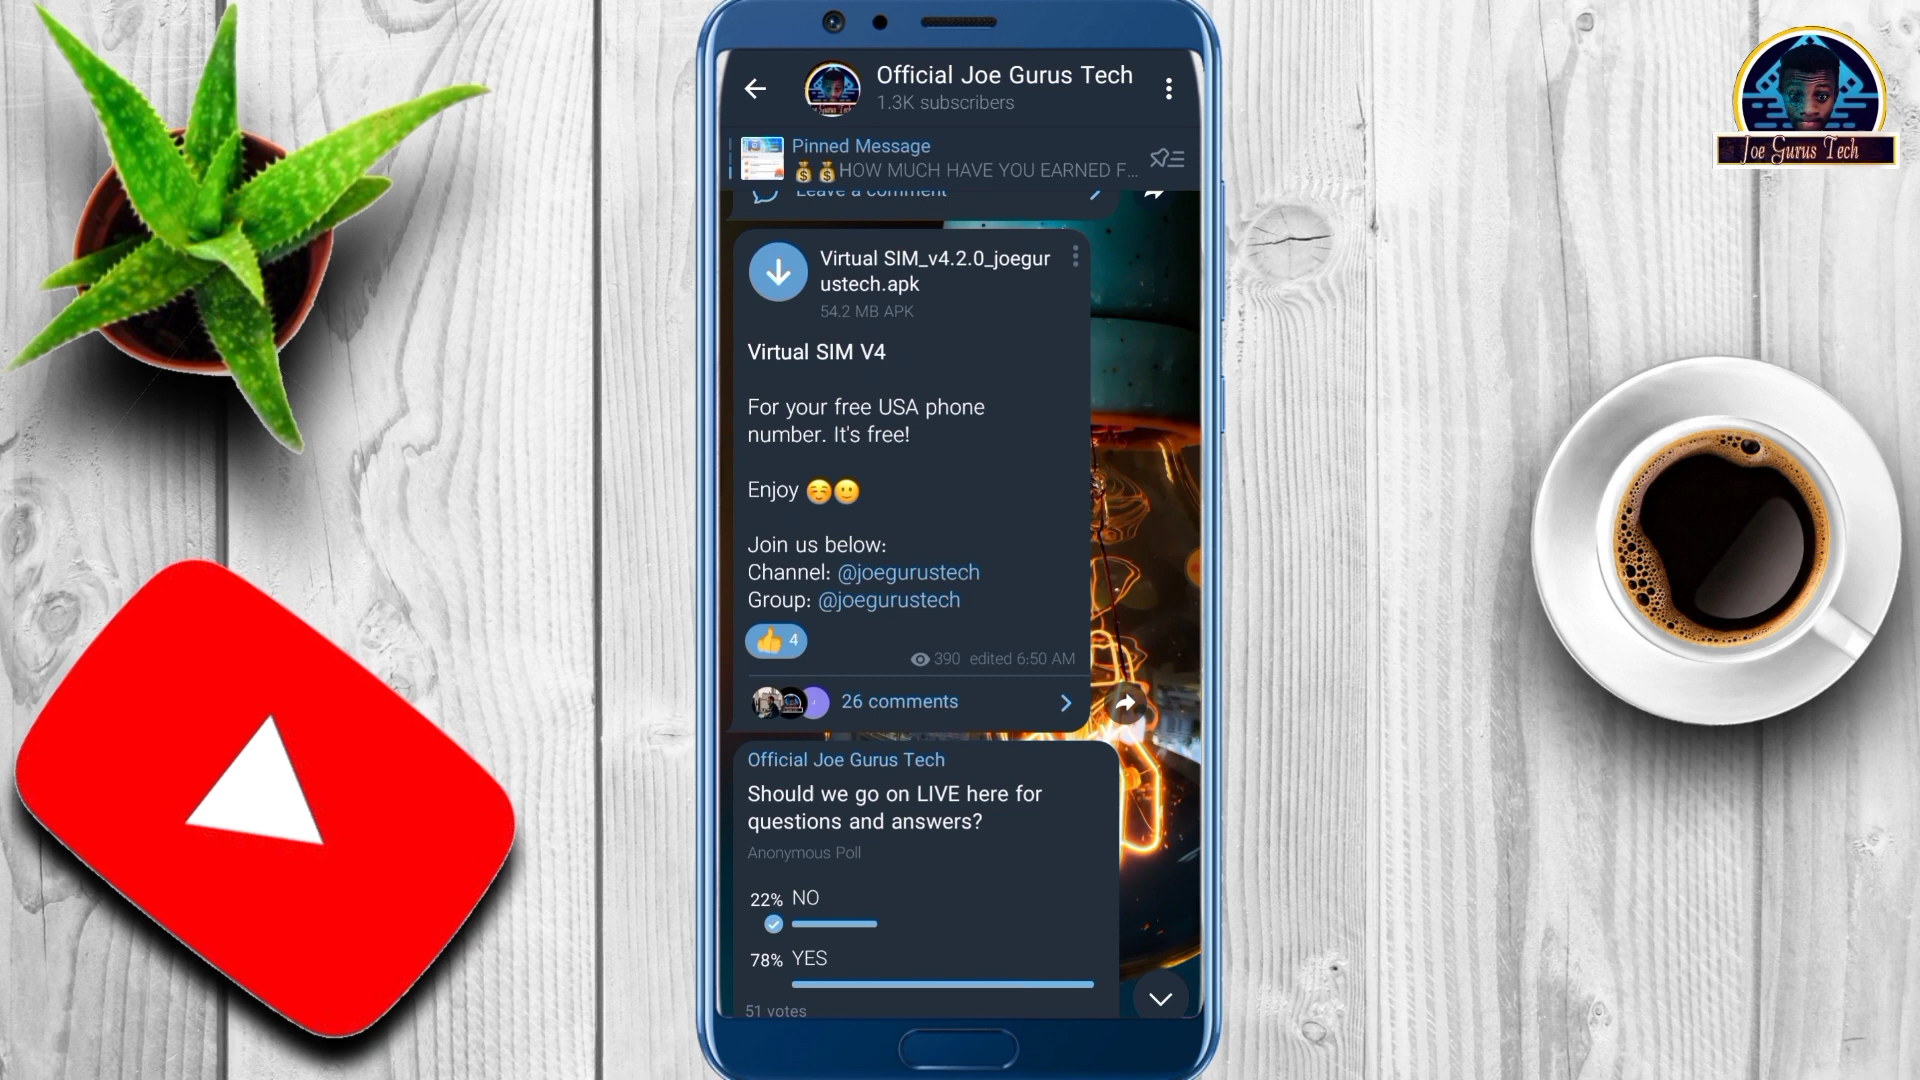 Official Joe Gurus Tech
1.3K subscribers
Joe Gurus Tech
Pinned Message
💰💰HOW MUCH HAVE YOU EARNED F...
Leave a comment
Virtual SIM_v4.2.0_joegur
ustech.apk
54.2 MB APK
Virtual SIM V4
For your free USA phone
number. It's free!
Enjoy ☺️🙂
Join us below:
Channel: @joegurustech
Group: @joegurustech
👍 4
390 edited 6:50 AM
26 comments
Official Joe Gurus Tech
Should we go on LIVE here for
questions and answers?
Anonymous Poll
22% NO
78% YES
51 votes